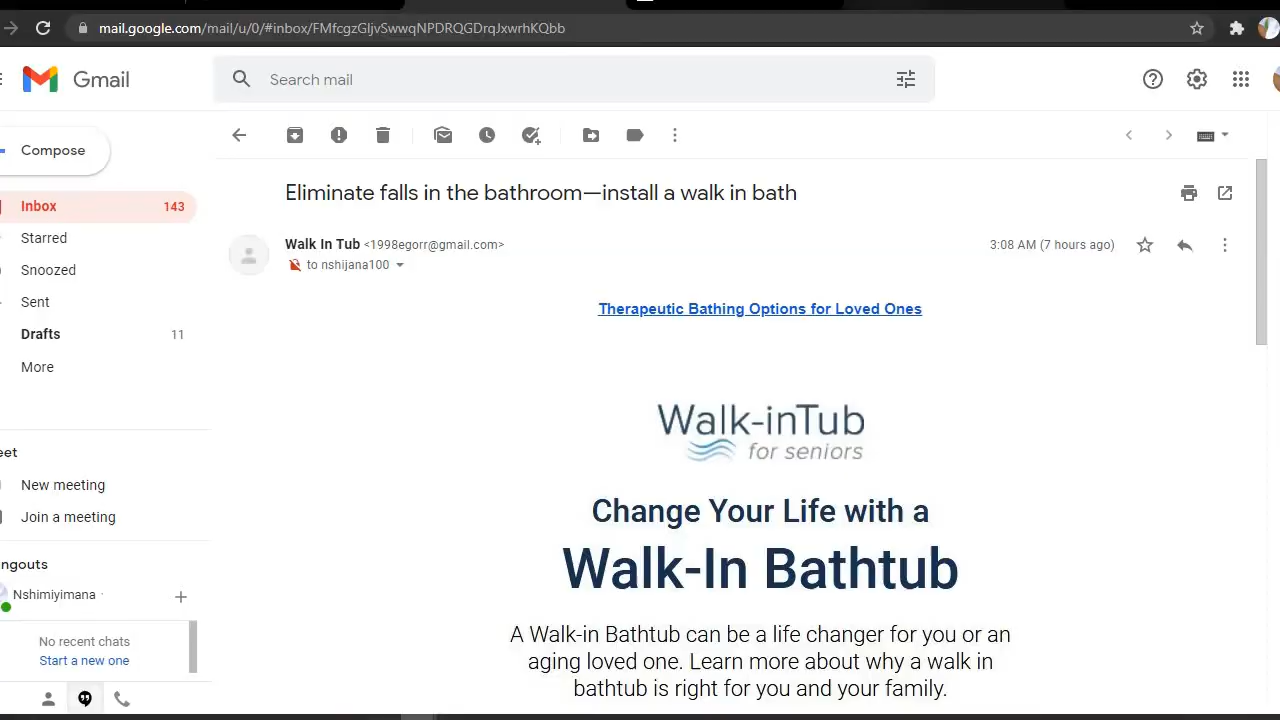 mail.google.com/mail/u/0/#inbox/FMfcgzGljvSwwqNPDRQGDrqJxwrhKQbb
Gmail
Search mail
Compose
Inbox 143
Starred
Snoozed
Sent
Drafts 11
More
eet
New meeting
Join a meeting
ngouts
Nshimiyimana
No recent chats
Start a new one
Eliminate falls in the bathroom—install a walk in bath
Walk In Tub <1998egorr@gmail.com> 3:08 AM (7 hours ago)
to nshijana100
Therapeutic Bathing Options for Loved Ones
Walk-inTub
for seniors
Change Your Life with a
Walk-In Bathtub
A Walk-in Bathtub can be a life changer for you or an
aging loved one. Learn more about why a walk in
bathtub is right for you and your family.